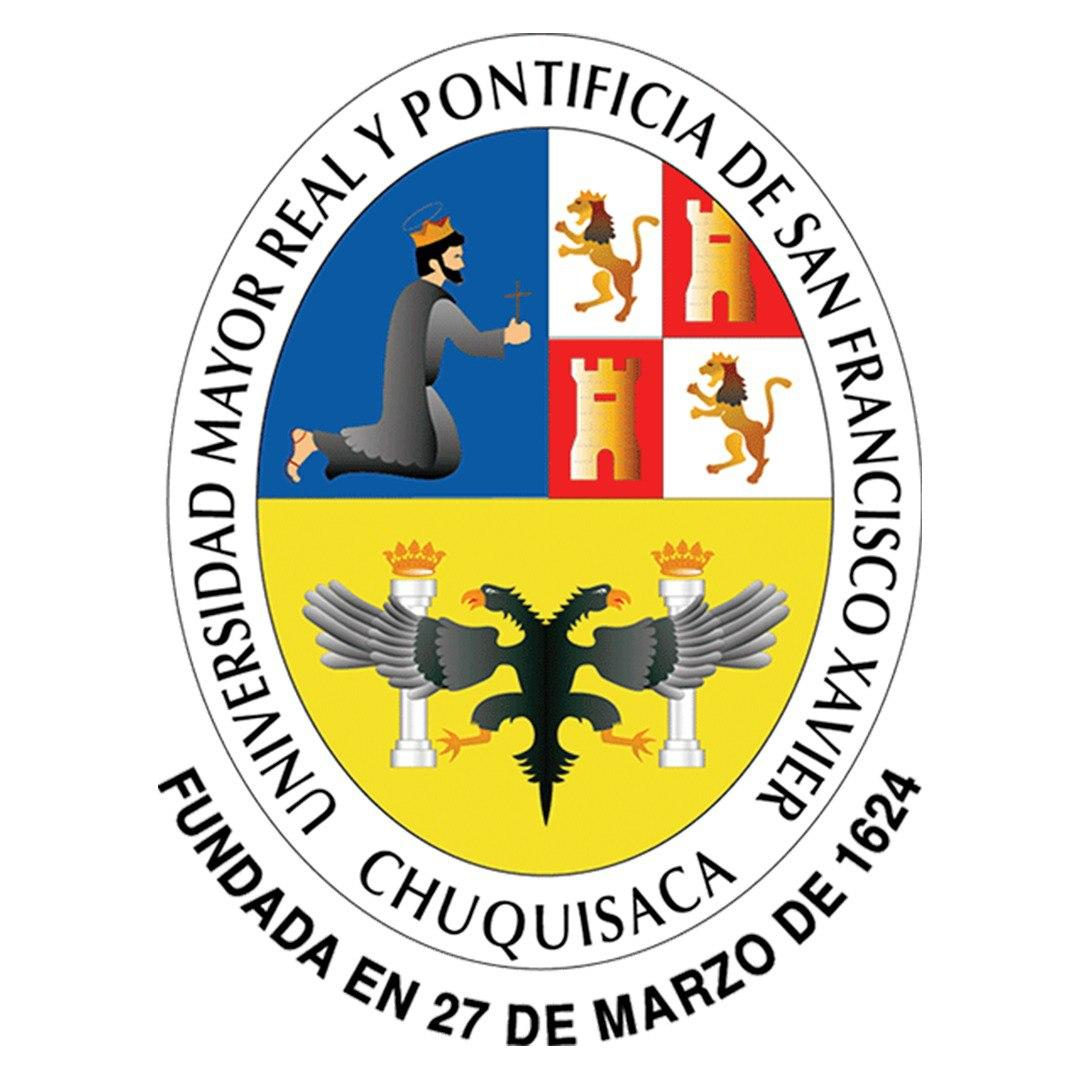 UNIVERSIDAD MAYOR REAL Y PONTIFICIA DE SAN FRANCISCO XAVIER
CHUQUISACA
FUNDADA EN 27 DE MARZO DE 1624